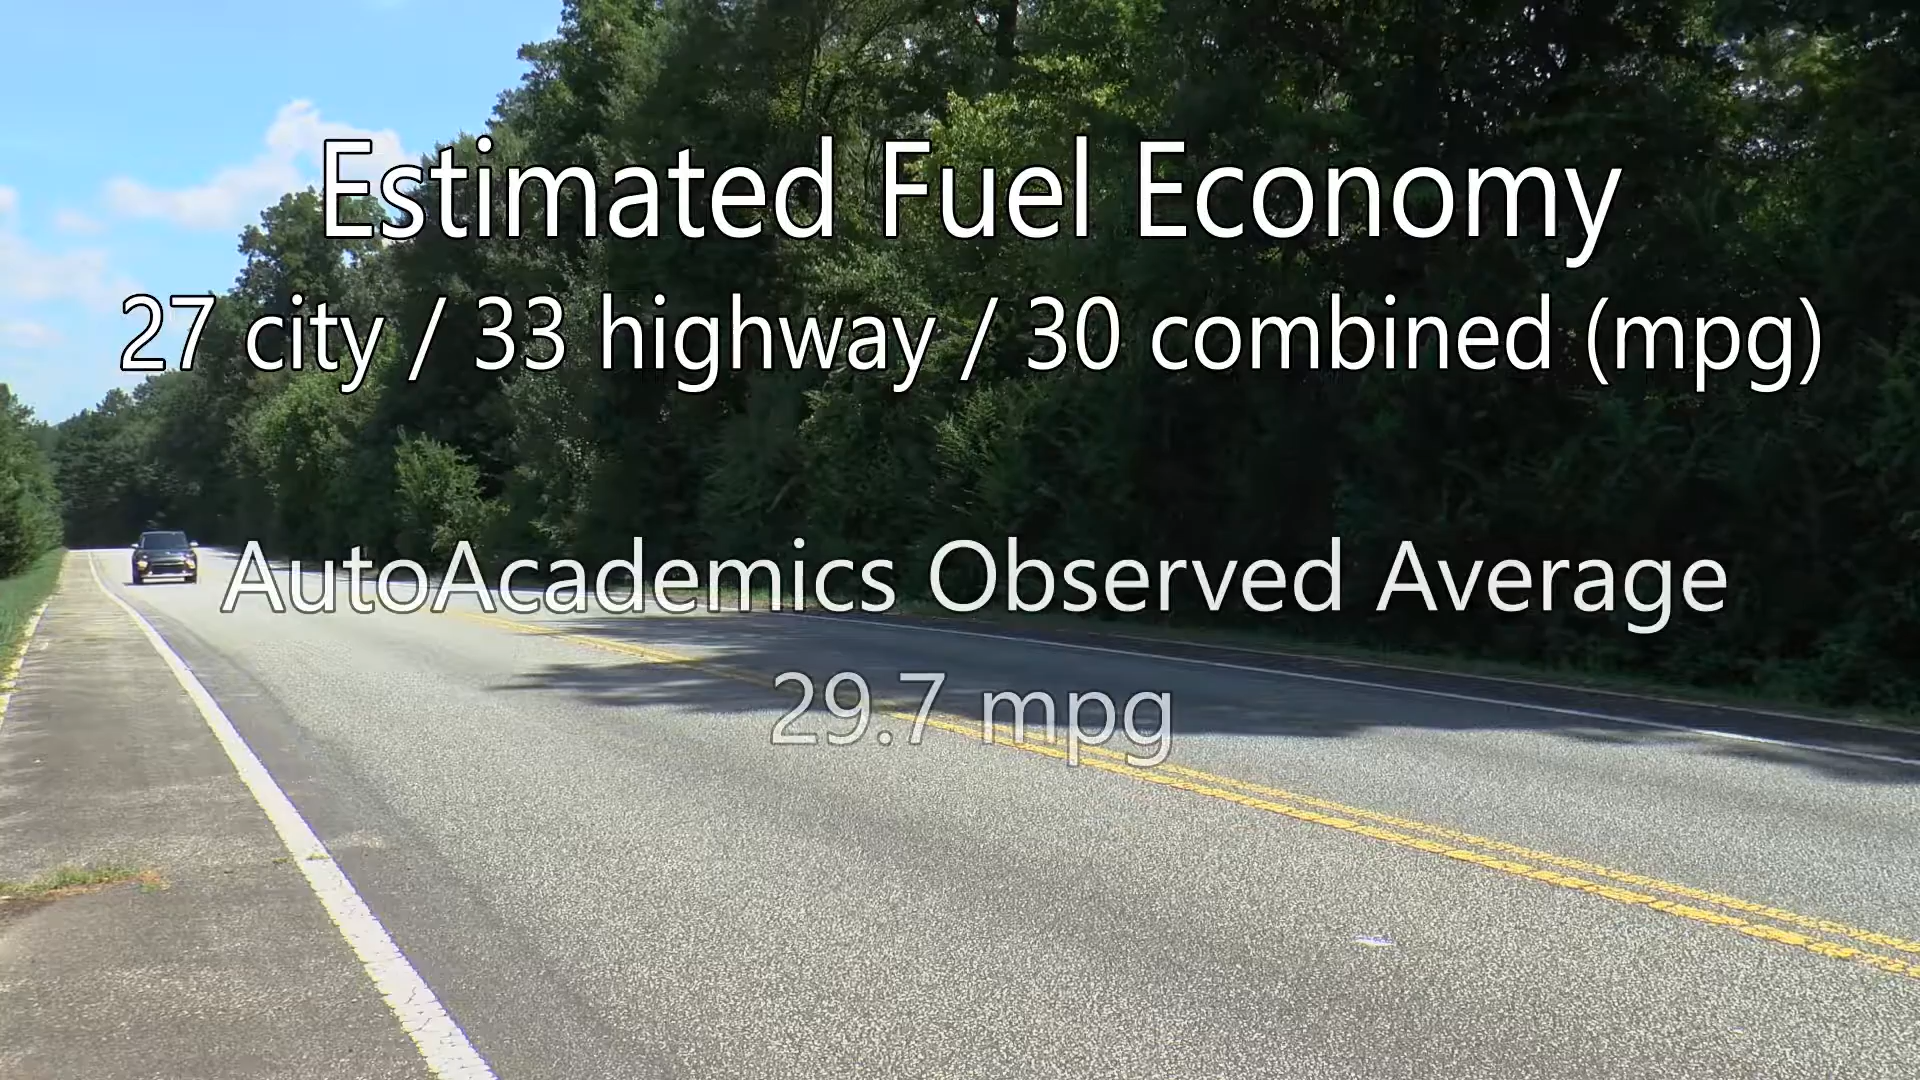 Estimated Fuel Economy
27 city / 33 highway / 30 combined (mpg)
AutoAcademics Observed Average
29.7 mpg